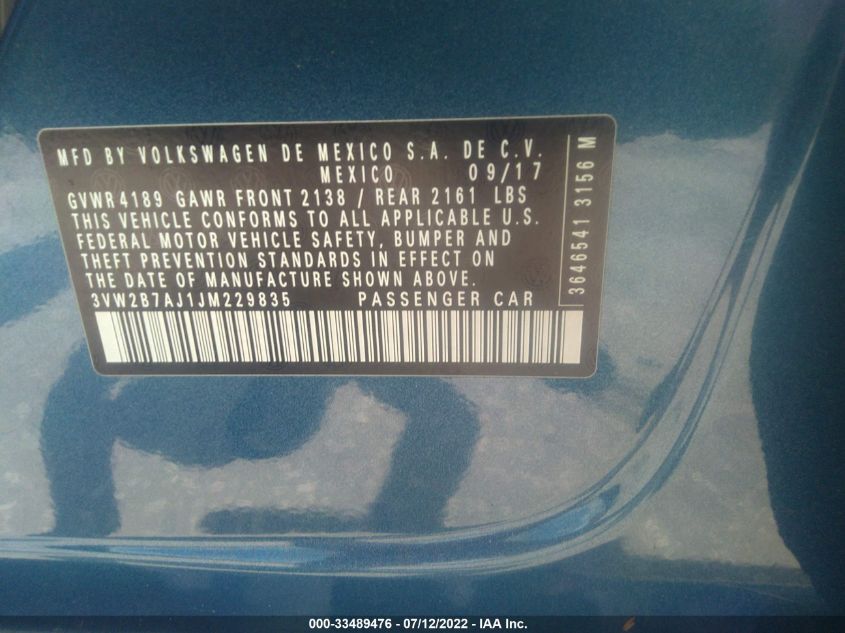 MFD BY VOLKSWAGEN DE MEXICO S.A. DE C.V.
MEXICO 09/17
GVWR 4189 GAWR FRONT 2138 / REAR 2161 LBS
THIS VEHICLE CONFORMS TO ALL APPLICABLE U.S.
FEDERAL MOTOR VEHICLE SAFETY, BUMPER AND
THEFT PREVENTION STANDARDS IN EFFECT ON
THE DATE OF MANUFACTURE SHOWN ABOVE.
3VW2B7AJ1JM229835 PASSENGER CAR
3646541 3156 M
000-33489476 - 07/12/2022 - IAA Inc.